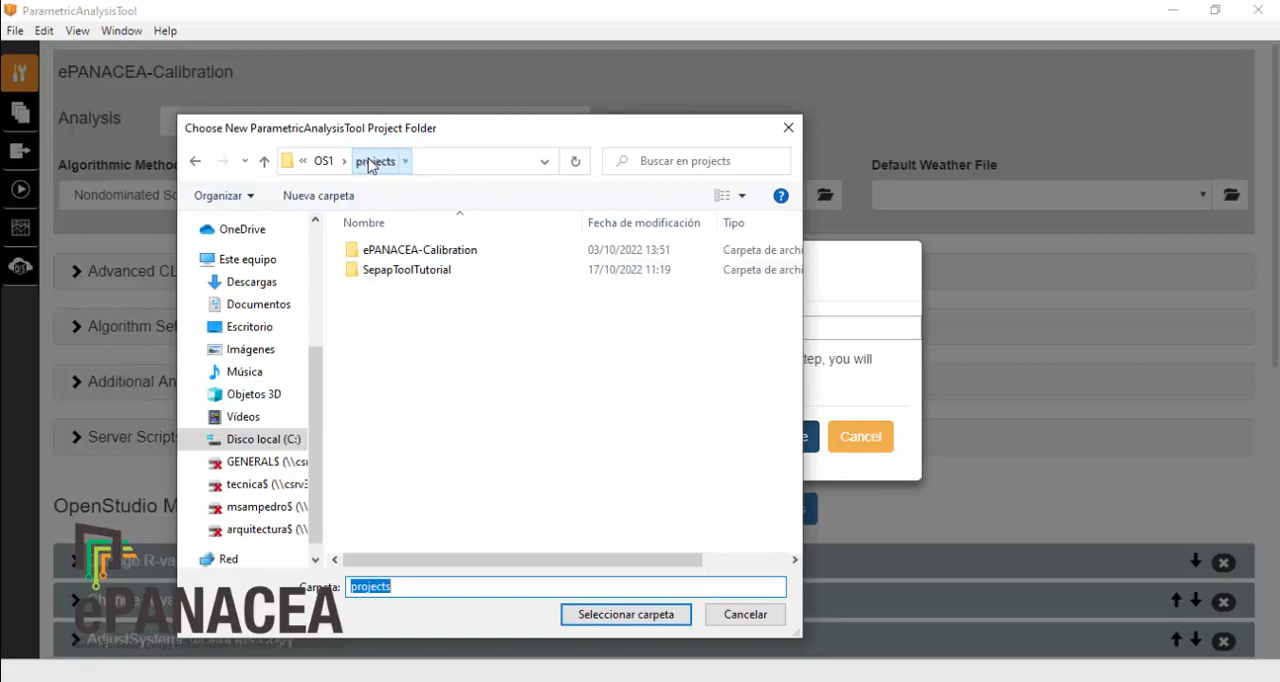 ParametricAnalysisTool
File Edit View Window Help
ePANACEA-Calibration
Analysis
Algorithmic Metho
Default Weather File
Nondominated So
Choose New ParametricAnalysisTool Project Folder
« OS1 › projects
Buscar en projects
Organizar Nueva carpeta
Nombre Fecha de modificación Tipo
ePANACEA-Calibration 03/10/2022 13:51 Carpeta de archi
SepapToolTutorial 17/10/2022 11:19 Carpeta de archi
OneDrive
Este equipo
Descargas
Documentos
Escritorio
Imágenes
Música
Objetos 3D
Vídeos
Disco local (C:)
GENERAL$ (\\csr
tecnica$ (\\csrv3
msampedro$ (\\
arquitectura$ (\\
Red
Carpeta: projects
Seleccionar carpeta Cancelar
Advanced CL
Algorithm Set
Additional An
Server Script
tep, you will
e Cancel
OpenStudio M
ePANACEA